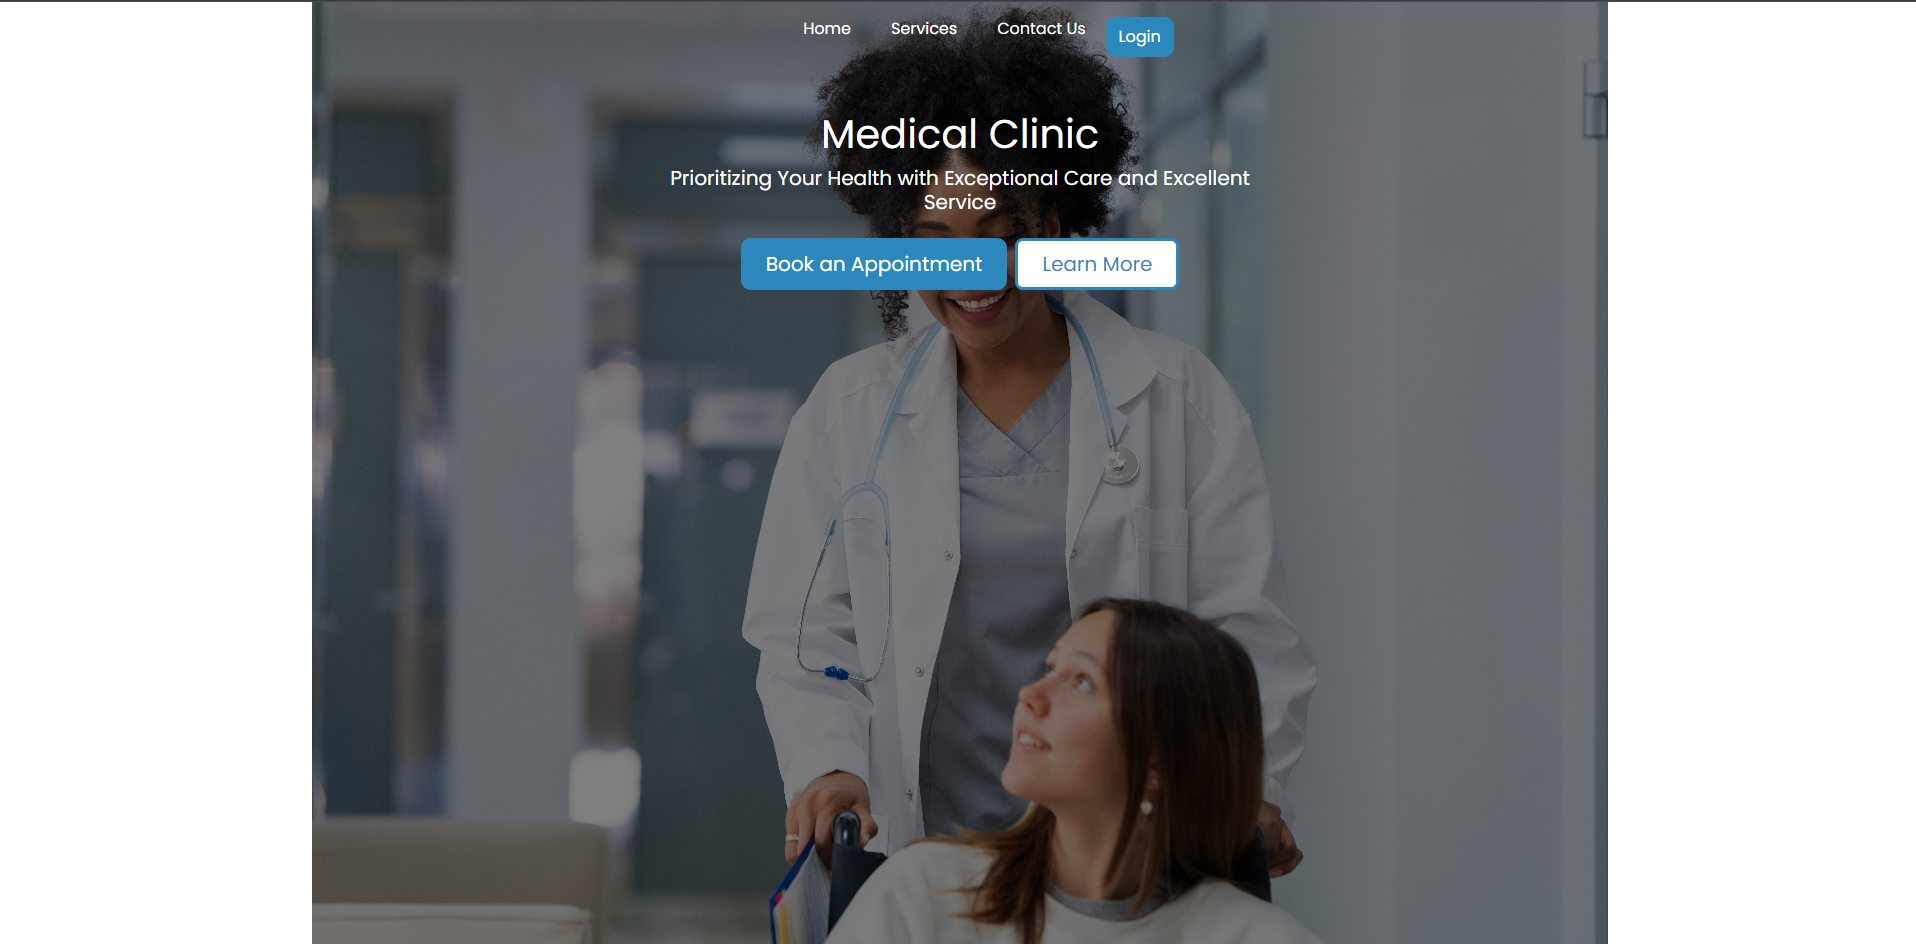 Home Services Contact Us Login
Medical Clinic
Prioritizing Your Health with Exceptional Care and Excellent
Service
Book an Appointment Learn More